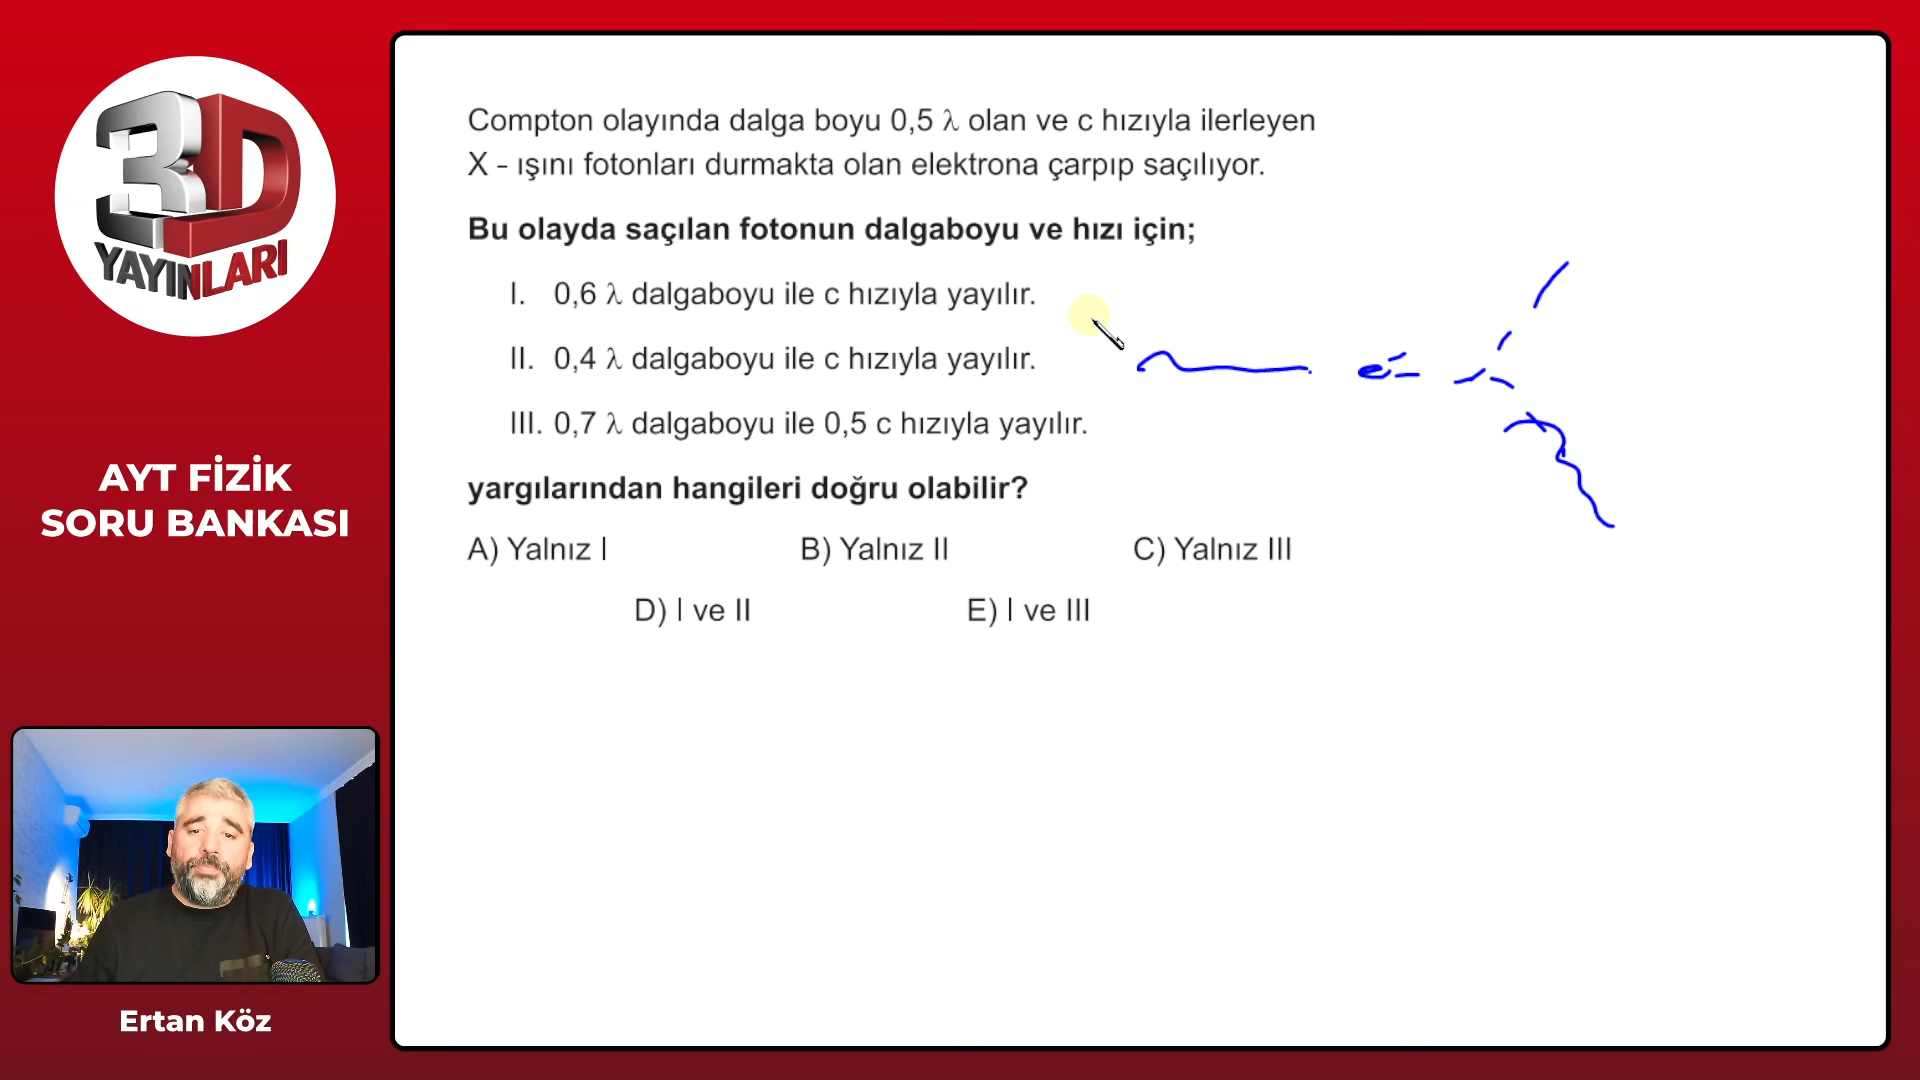 3D
YAYINLARI
AYT FİZİK
SORU BANKASI
Ertan Köz
Compton olayında dalga boyu 0,5 λ olan ve c hızıyla ilerleyen
X - ışını fotonları durmakta olan elektrona çarpıp saçılıyor.
Bu olayda saçılan fotonun dalgaboyu ve hızı için;
I. 0,6 λ dalgaboyu ile c hızıyla yayılır.
II. 0,4 λ dalgaboyu ile c hızıyla yayılır.
III. 0,7 λ dalgaboyu ile 0,5 c hızıyla yayılır.
yargılarından hangileri doğru olabilir?
A) Yalnız I B) Yalnız II C) Yalnız III
D) I ve II E) I ve III